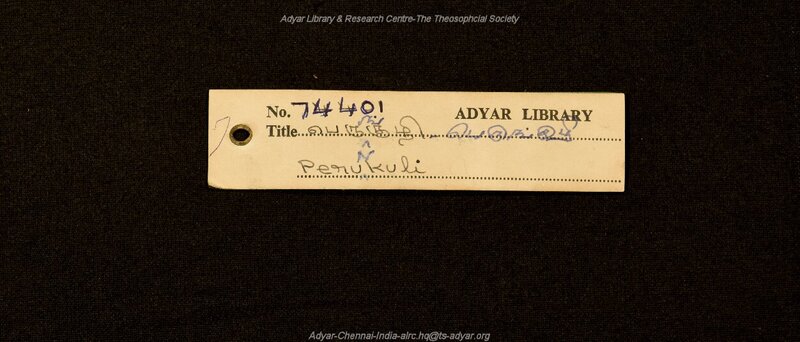 Adyar Library & Research Centre-The Theosophcial Society
No. 74401 ADYAR LIBRARY
Title பெருங்குழி
Perukuli
Adyar-Chennai-India-alrc.hq@ts-adyar.org